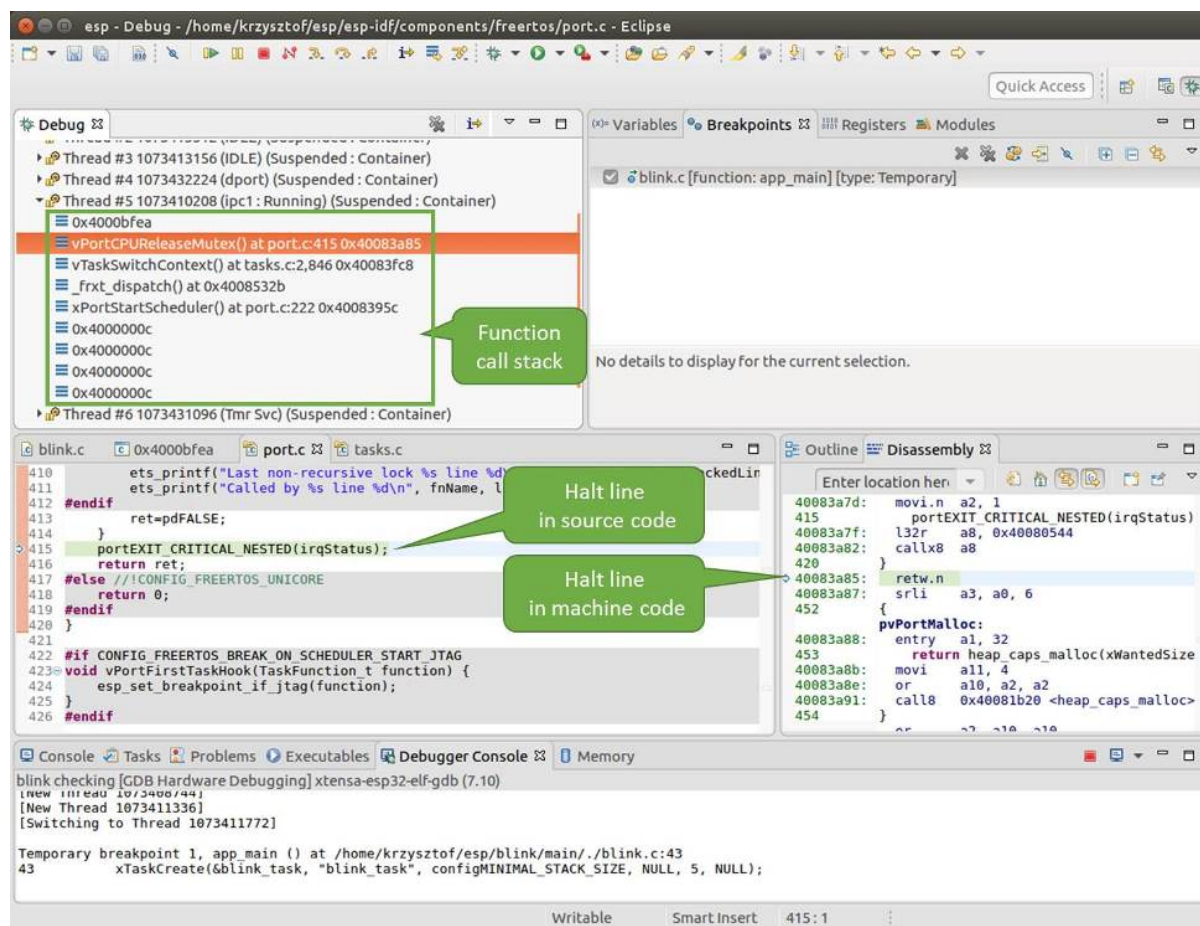 esp - Debug - /home/krzysztof/esp/esp-idf/components/freertos/port.c - Eclipse
Quick Access
Debug
Thread #3 1073413156 (IDLE) (Suspended : Container)
Thread #4 1073432224 (dport) (Suspended : Container)
Thread #5 1073410208 (ipc1 : Running) (Suspended : Container)
0x4000bfea
vPortCPUReleaseMutex() at port.c:415 0x40083a85
vTaskSwitchContext() at tasks.c:2,846 0x40083fc8
_frxt_dispatch() at 0x4008532b
xPortStartScheduler() at port.c:222 0x4008395c
0x4000000c
0x4000000c
0x4000000c
0x4000000c
Thread #6 1073431096 (Tmr Svc) (Suspended : Container)
Function
call stack
(x)= Variables Breakpoints Registers Modules
blink.c [function: app_main] [type: Temporary]
No details to display for the current selection.
blink.c 0x4000bfea port.c tasks.c
410 ets_printf("Last non-recursive lock %s line %d ckedLin
411 ets_printf("Called by %s line %d\n", fnName, l
412 #endif
413 ret=pdFALSE;
414 }
415 portEXIT_CRITICAL_NESTED(irqStatus);
416 return ret;
417 #else //!CONFIG_FREERTOS_UNICORE
418 return 0;
419 #endif
420 }
421
422 #if CONFIG_FREERTOS_BREAK_ON_SCHEDULER_START_JTAG
423 void vPortFirstTaskHook(TaskFunction_t function) {
424 esp_set_breakpoint_if_jtag(function);
425 }
426 #endif
Halt line
in source code
Halt line
in machine code
Outline Disassembly
Enter location her
40083a7d: movi.n a2, 1
415 portEXIT_CRITICAL_NESTED(irqStatus)
40083a7f: l32r a8, 0x40080544
40083a82: callx8 a8
420 }
40083a85: retw.n
40083a87: srli a3, a0, 6
452 {
pvPortMalloc:
40083a88: entry a1, 32
453 return heap_caps_malloc(xWantedSize
40083a8b: movi a11, 4
40083a8e: or a10, a2, a2
40083a91: call8 0x40081b20 <heap_caps_malloc>
454 }
Console Tasks Problems Executables Debugger Console Memory
blink checking [GDB Hardware Debugging] xtensa-esp32-elf-gdb (7.10)
[New Thread 1073408744]
[New Thread 1073411336]
[Switching to Thread 1073411772]
Temporary breakpoint 1, app_main () at /home/krzysztof/esp/blink/main/./blink.c:43
43 xTaskCreate(&blink_task, "blink_task", configMINIMAL_STACK_SIZE, NULL, 5, NULL);
Writable Smart Insert 415 : 1